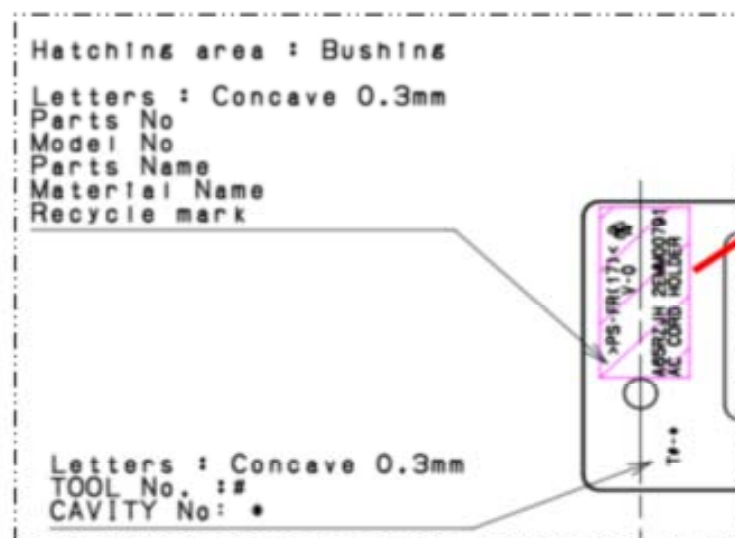 Hatching area : Bushing
Letters : Concave 0.3mm
Parts No
Model No
Parts Name
Material Name
Recycle mark
>PS-FR(17)<
V-0
AC CORD HOLDER
T#-*
Letters : Concave 0.3mm
TOOL No. :#
CAVITY No: *